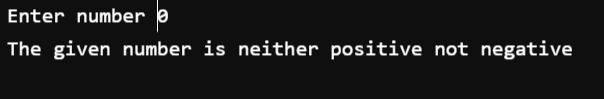 Enter number 0
The given number is neither positive not negative